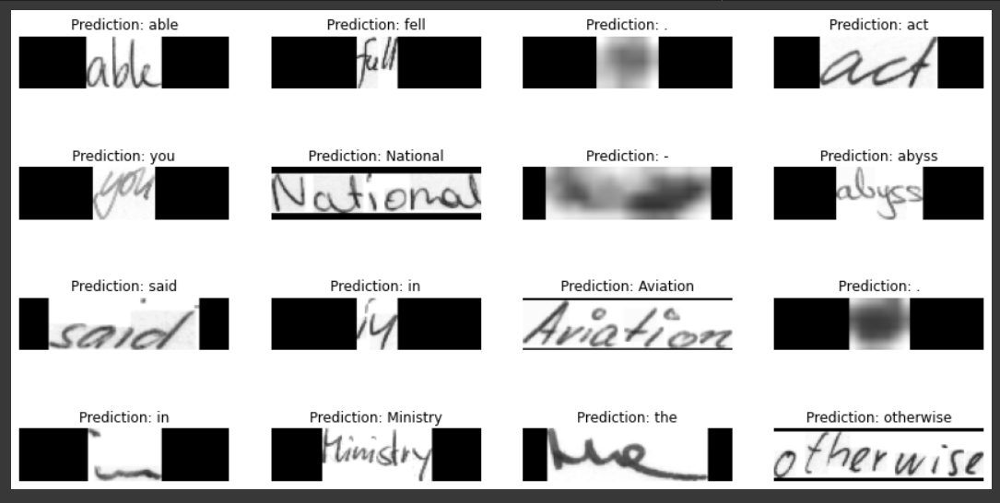 Prediction: able
Prediction: fell
Prediction: .
Prediction: act
able
full
.
act
Prediction: you
Prediction: National
Prediction: -
Prediction: abyss
you
National
-
abyss
Prediction: said
Prediction: in
Prediction: Aviation
Prediction: .
said
in
Aviation
.
Prediction: in
Prediction: Ministry
Prediction: the
Prediction: otherwise
Ministry
the
otherwise